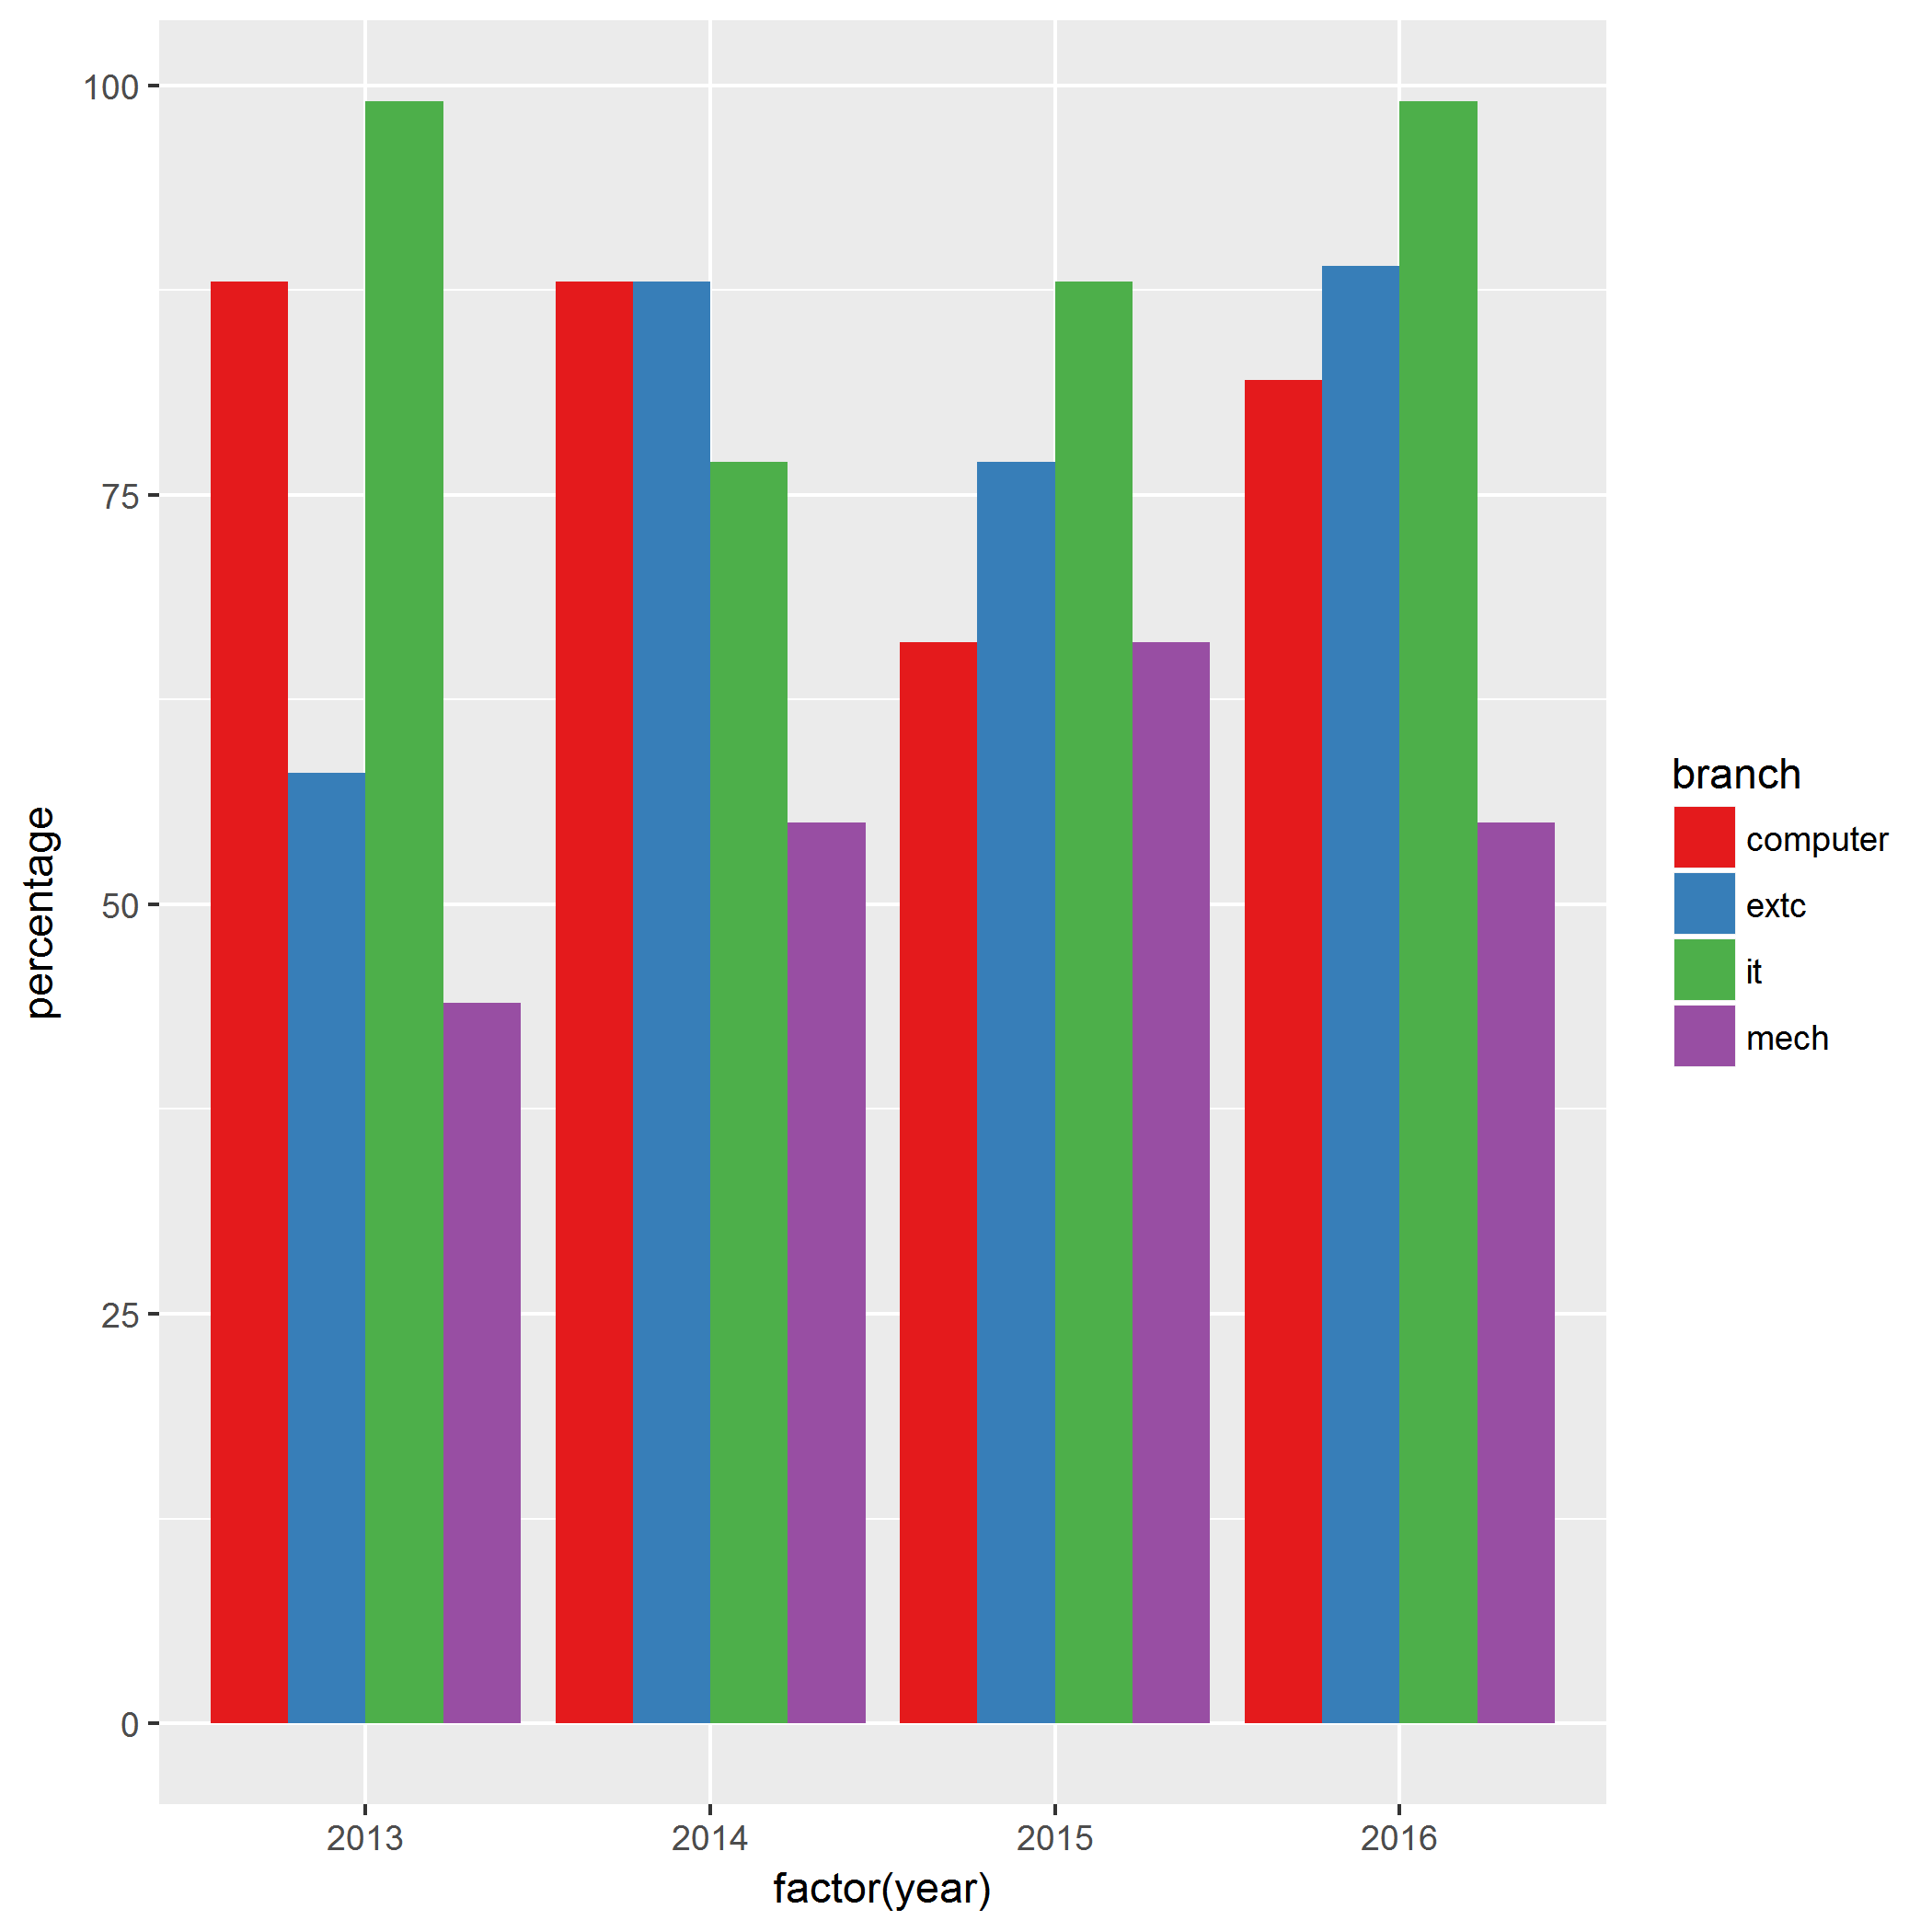 percentage
100
75
50
25
0
2013 2014 2015 2016
factor(year)
branch
computer
extc
it
mech